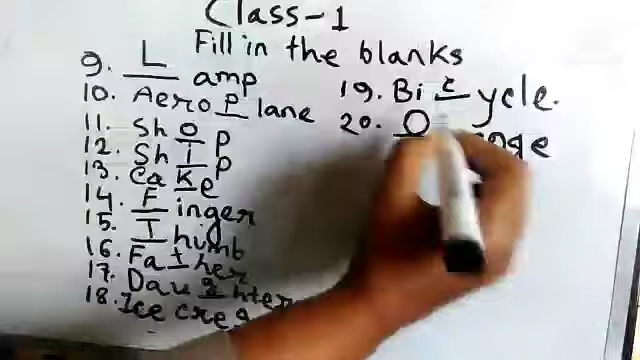 Class-1
Fill in the blanks
9. L amp
10. Aero P lane
11. Sh O P
12. Sh I P
13. Ca K e
14. F inger
15. T humb
16. Fa t her
17. Dau g hter
18. Ice
19. Bi c ycle.
20. O